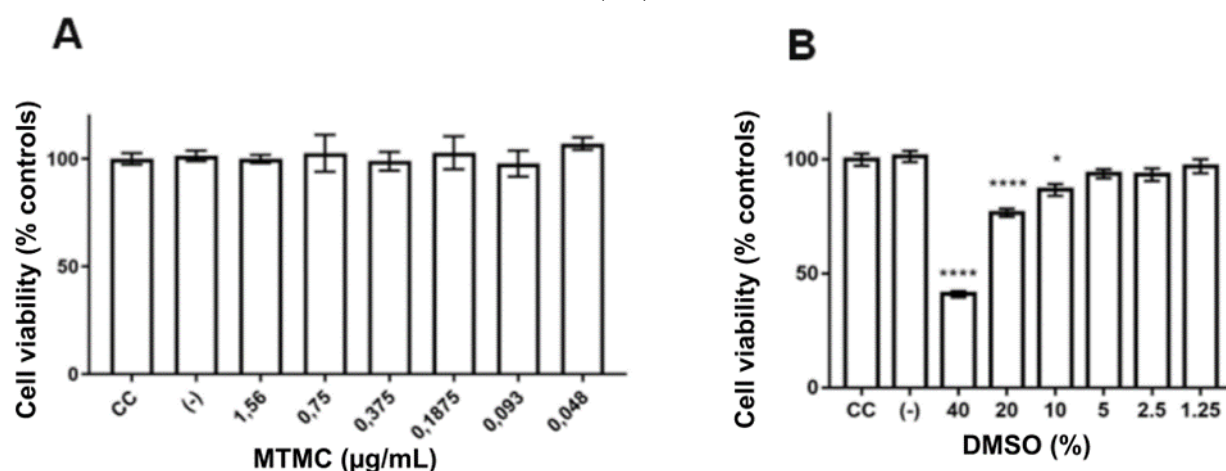 A
Cell viability (% controls)
100
50
0
CC (-) 1,56 0,75 0,375 0,1875 0,093 0,048
MTMC (µg/mL)
B
Cell viability (% controls)
100
50
0
**** **** *
CC (-) 40 20 10 5 2.5 1.25
DMSO (%)